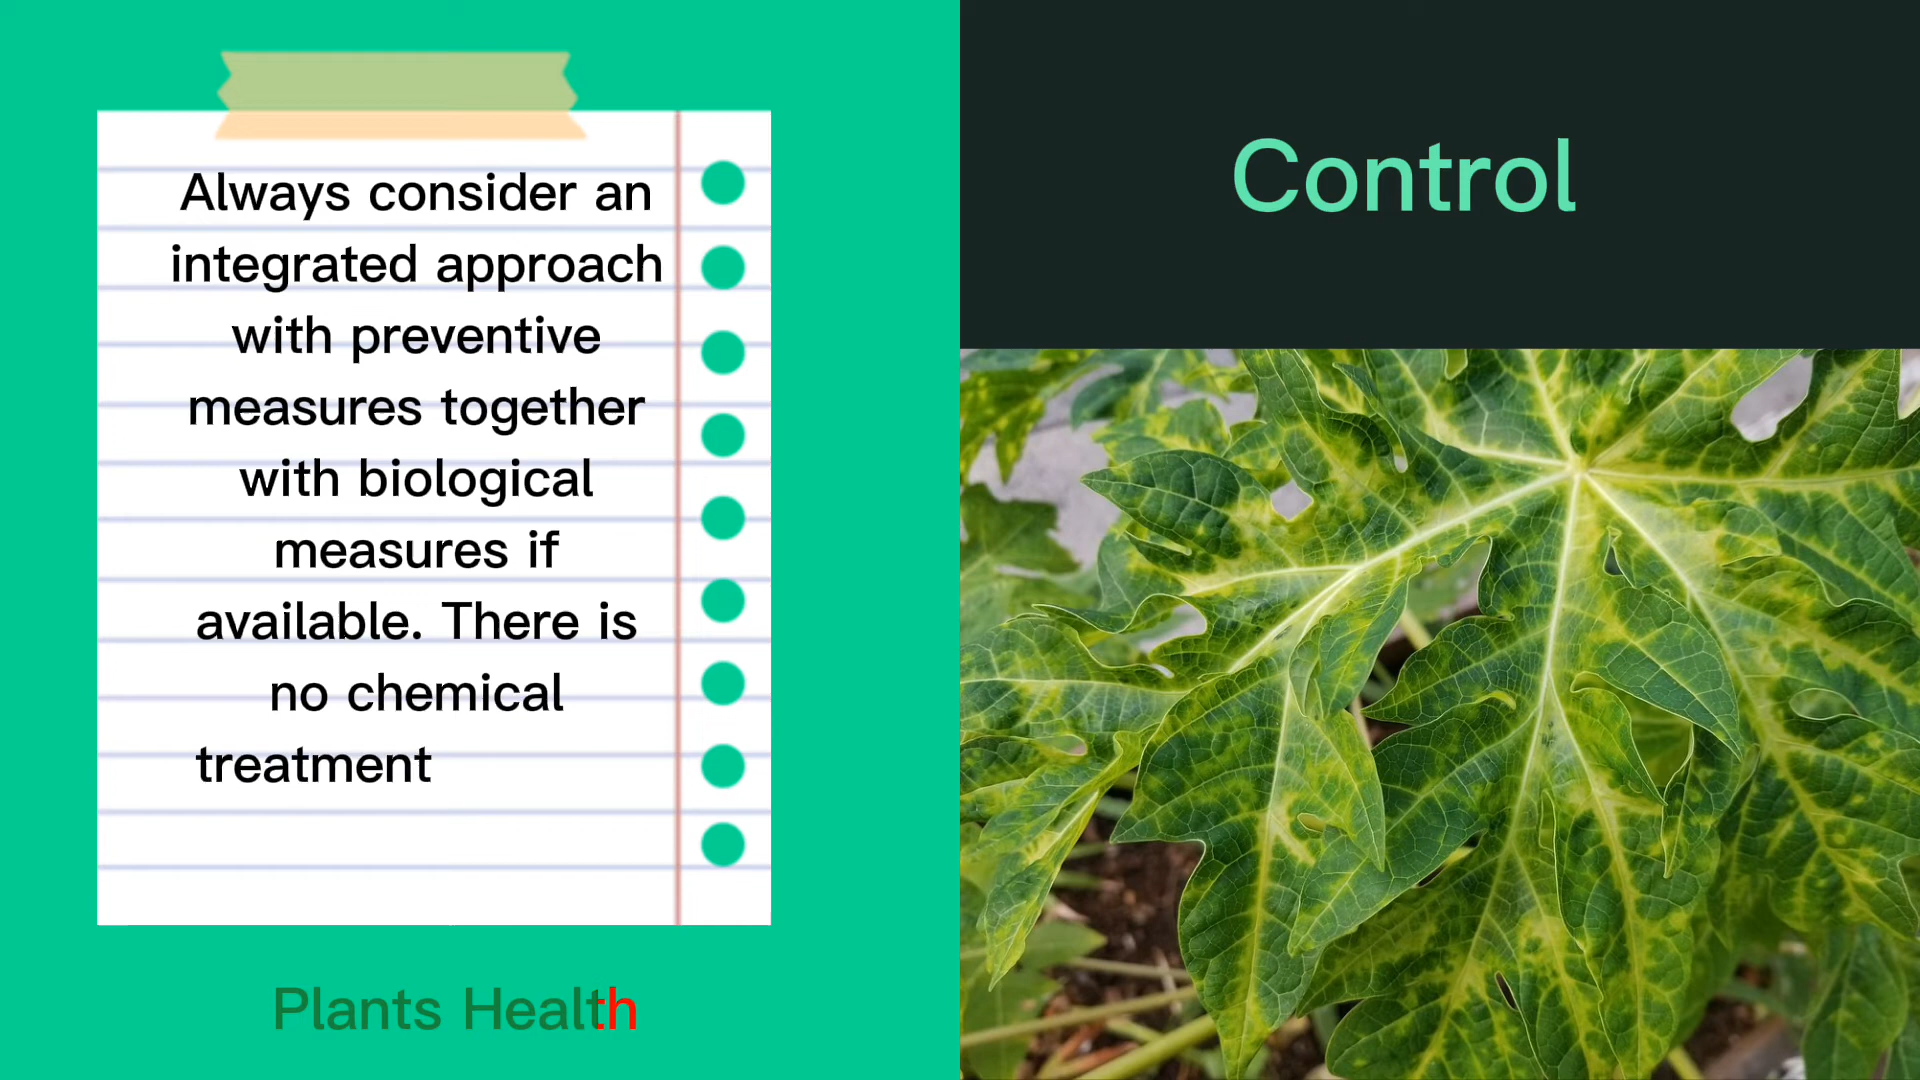 Always consider an
integrated approach
with preventive
measures together
with biological
measures if
available. There is
no chemical
treatment
Plants Health
Control